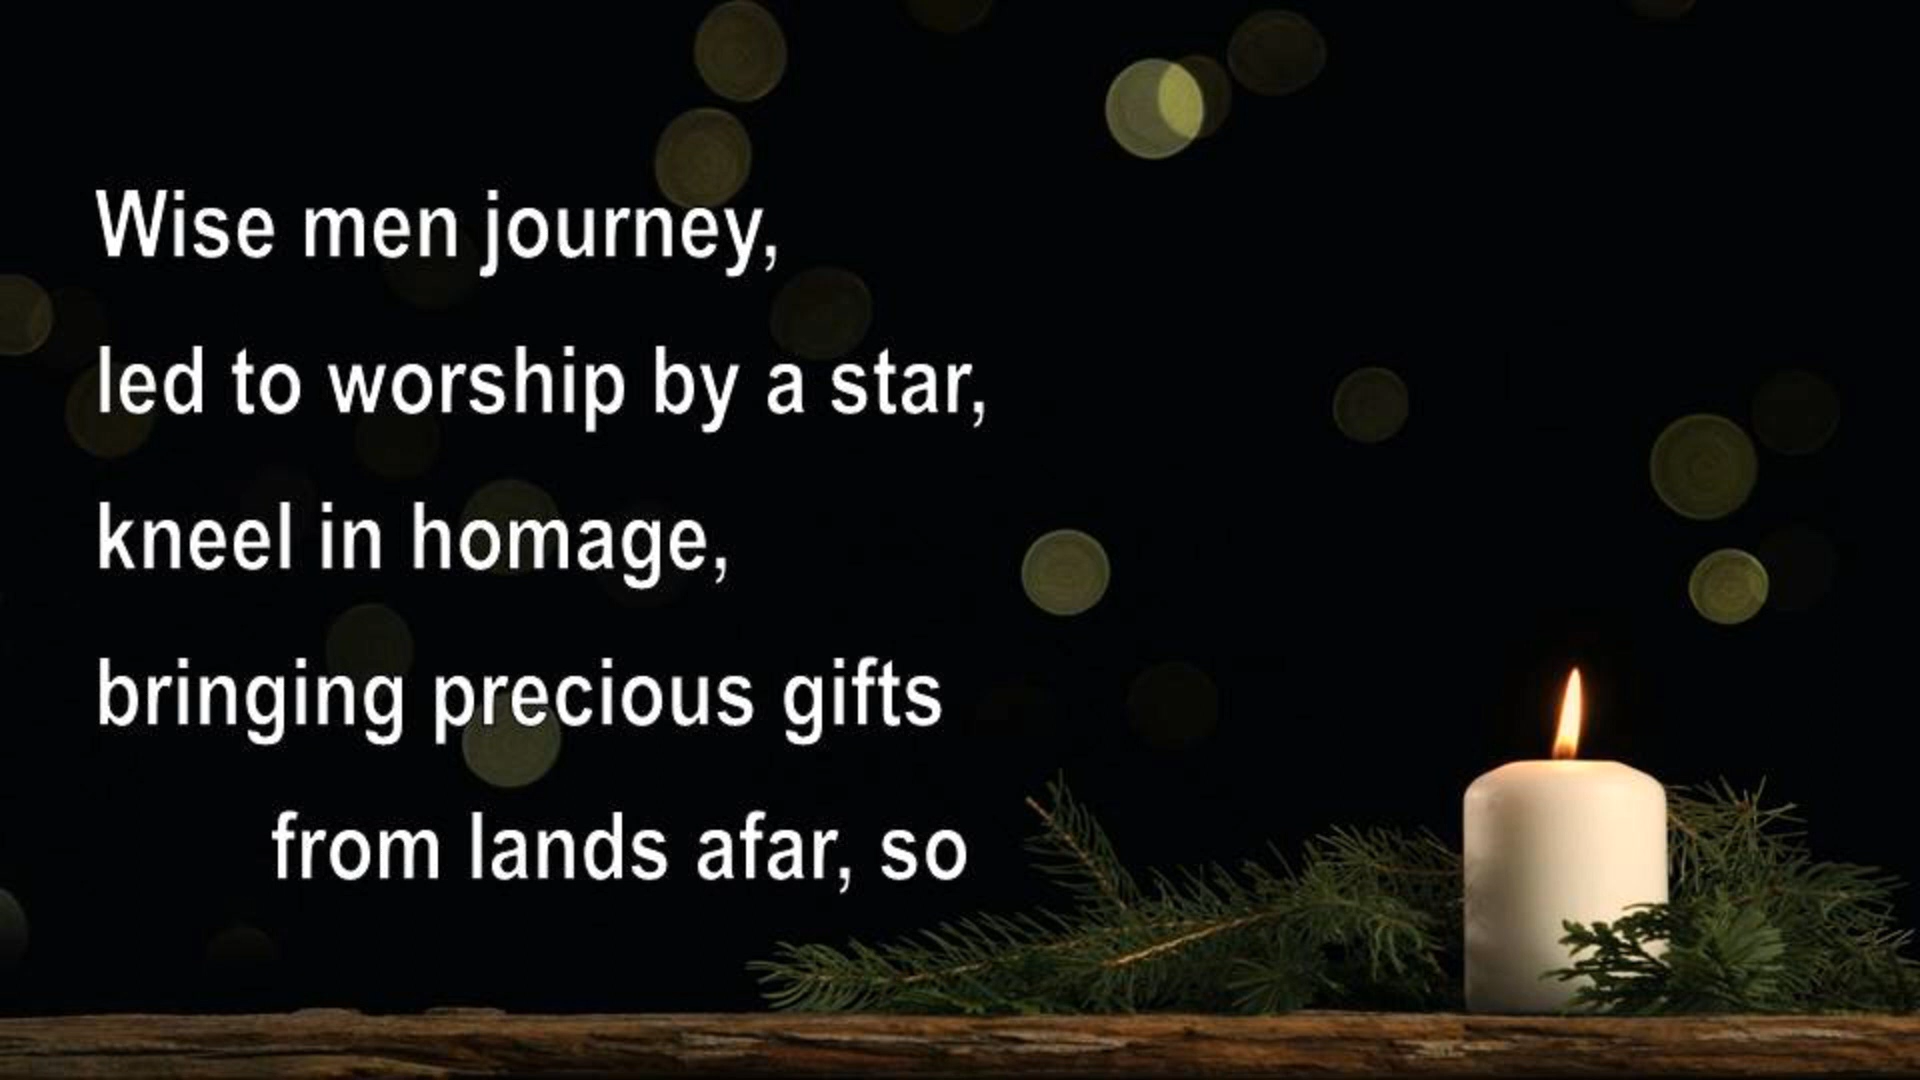 Wise men journey,
led to worship by a star,
kneel in homage,
bringing precious gifts
from lands afar, so